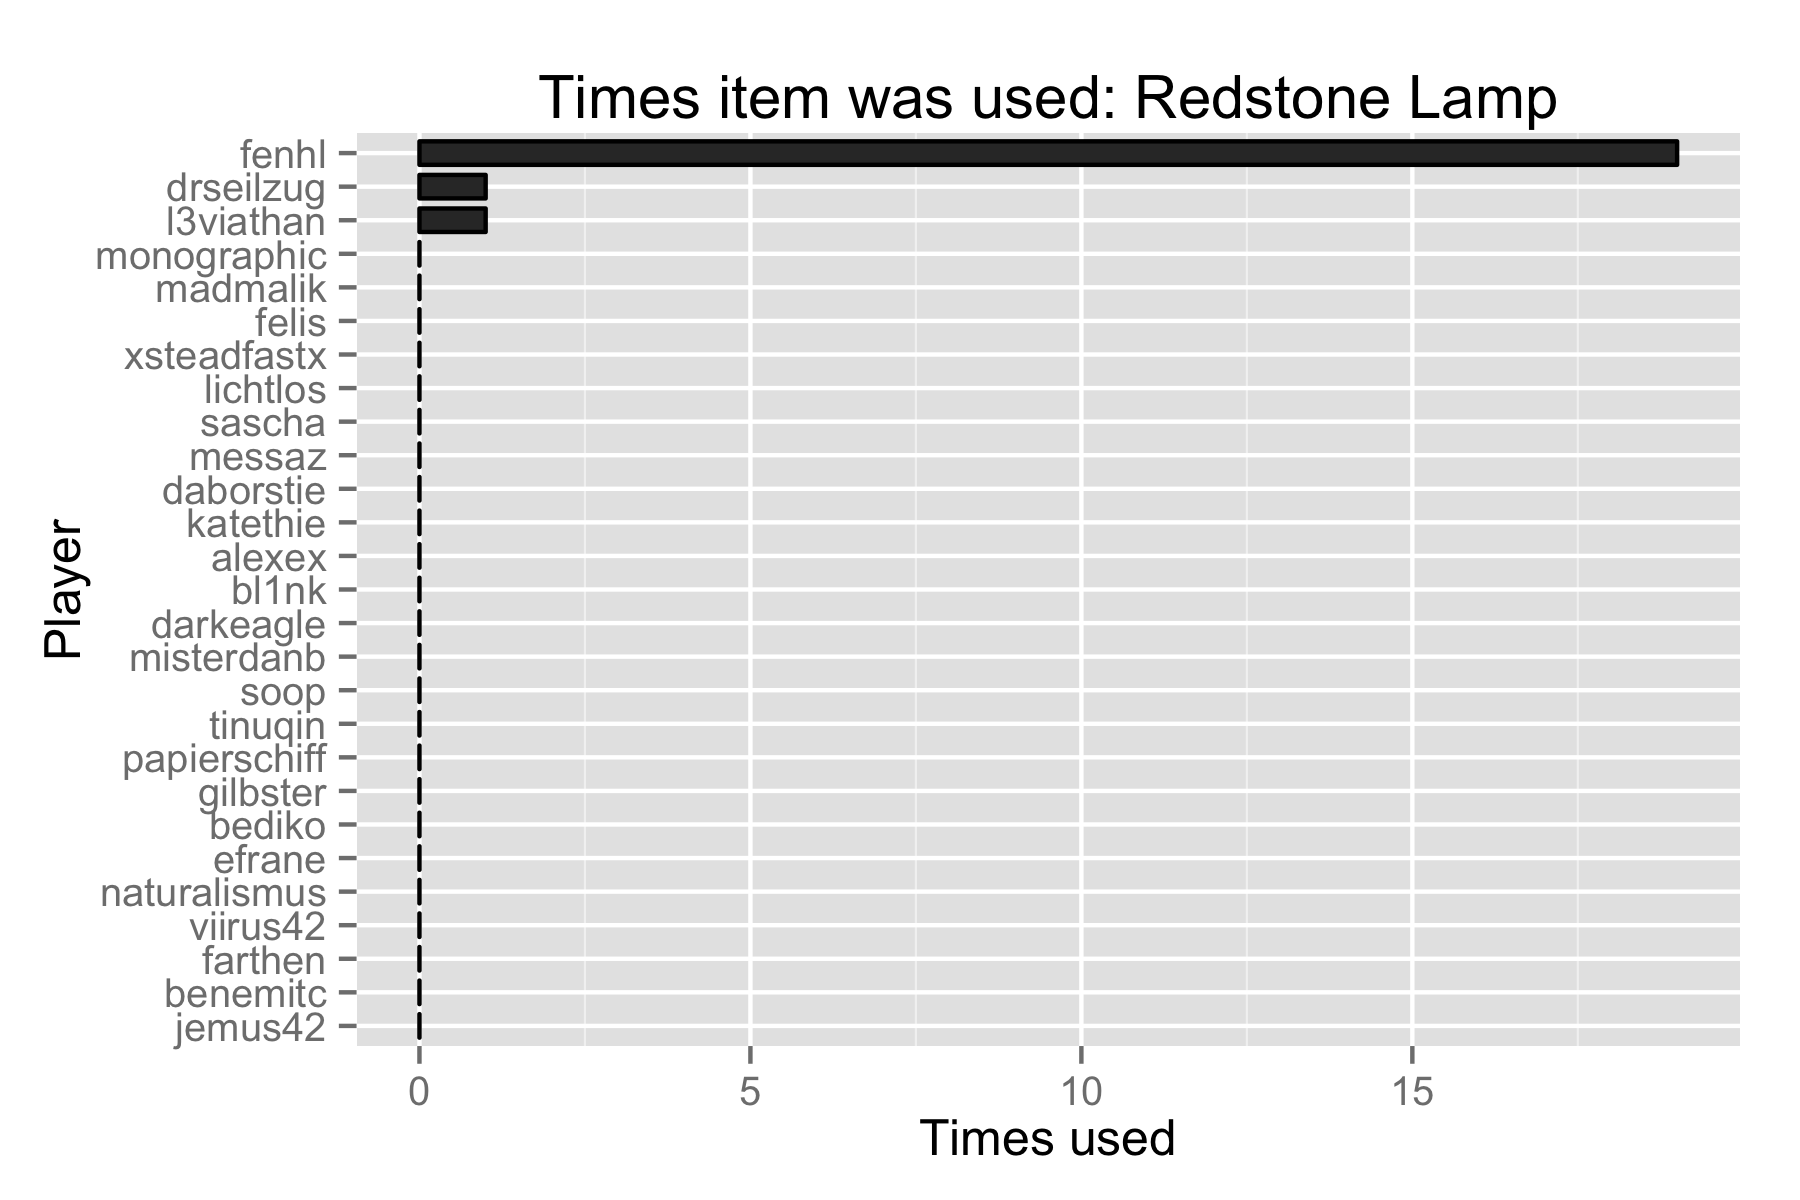 Times item was used: Redstone Lamp
fenhl
drseilzug
l3viathan
monographic
madmalik
felis
xsteadfastx
lichtlos
sascha
messaz
daborstie
katethie
alexex
bl1nk
darkeagle
misterdanb
soop
tinuqin
papierschiff
gilbster
bediko
efrane
naturalismus
viirus42
farthen
benemitc
jemus42
Player
0 5 10 15
Times used